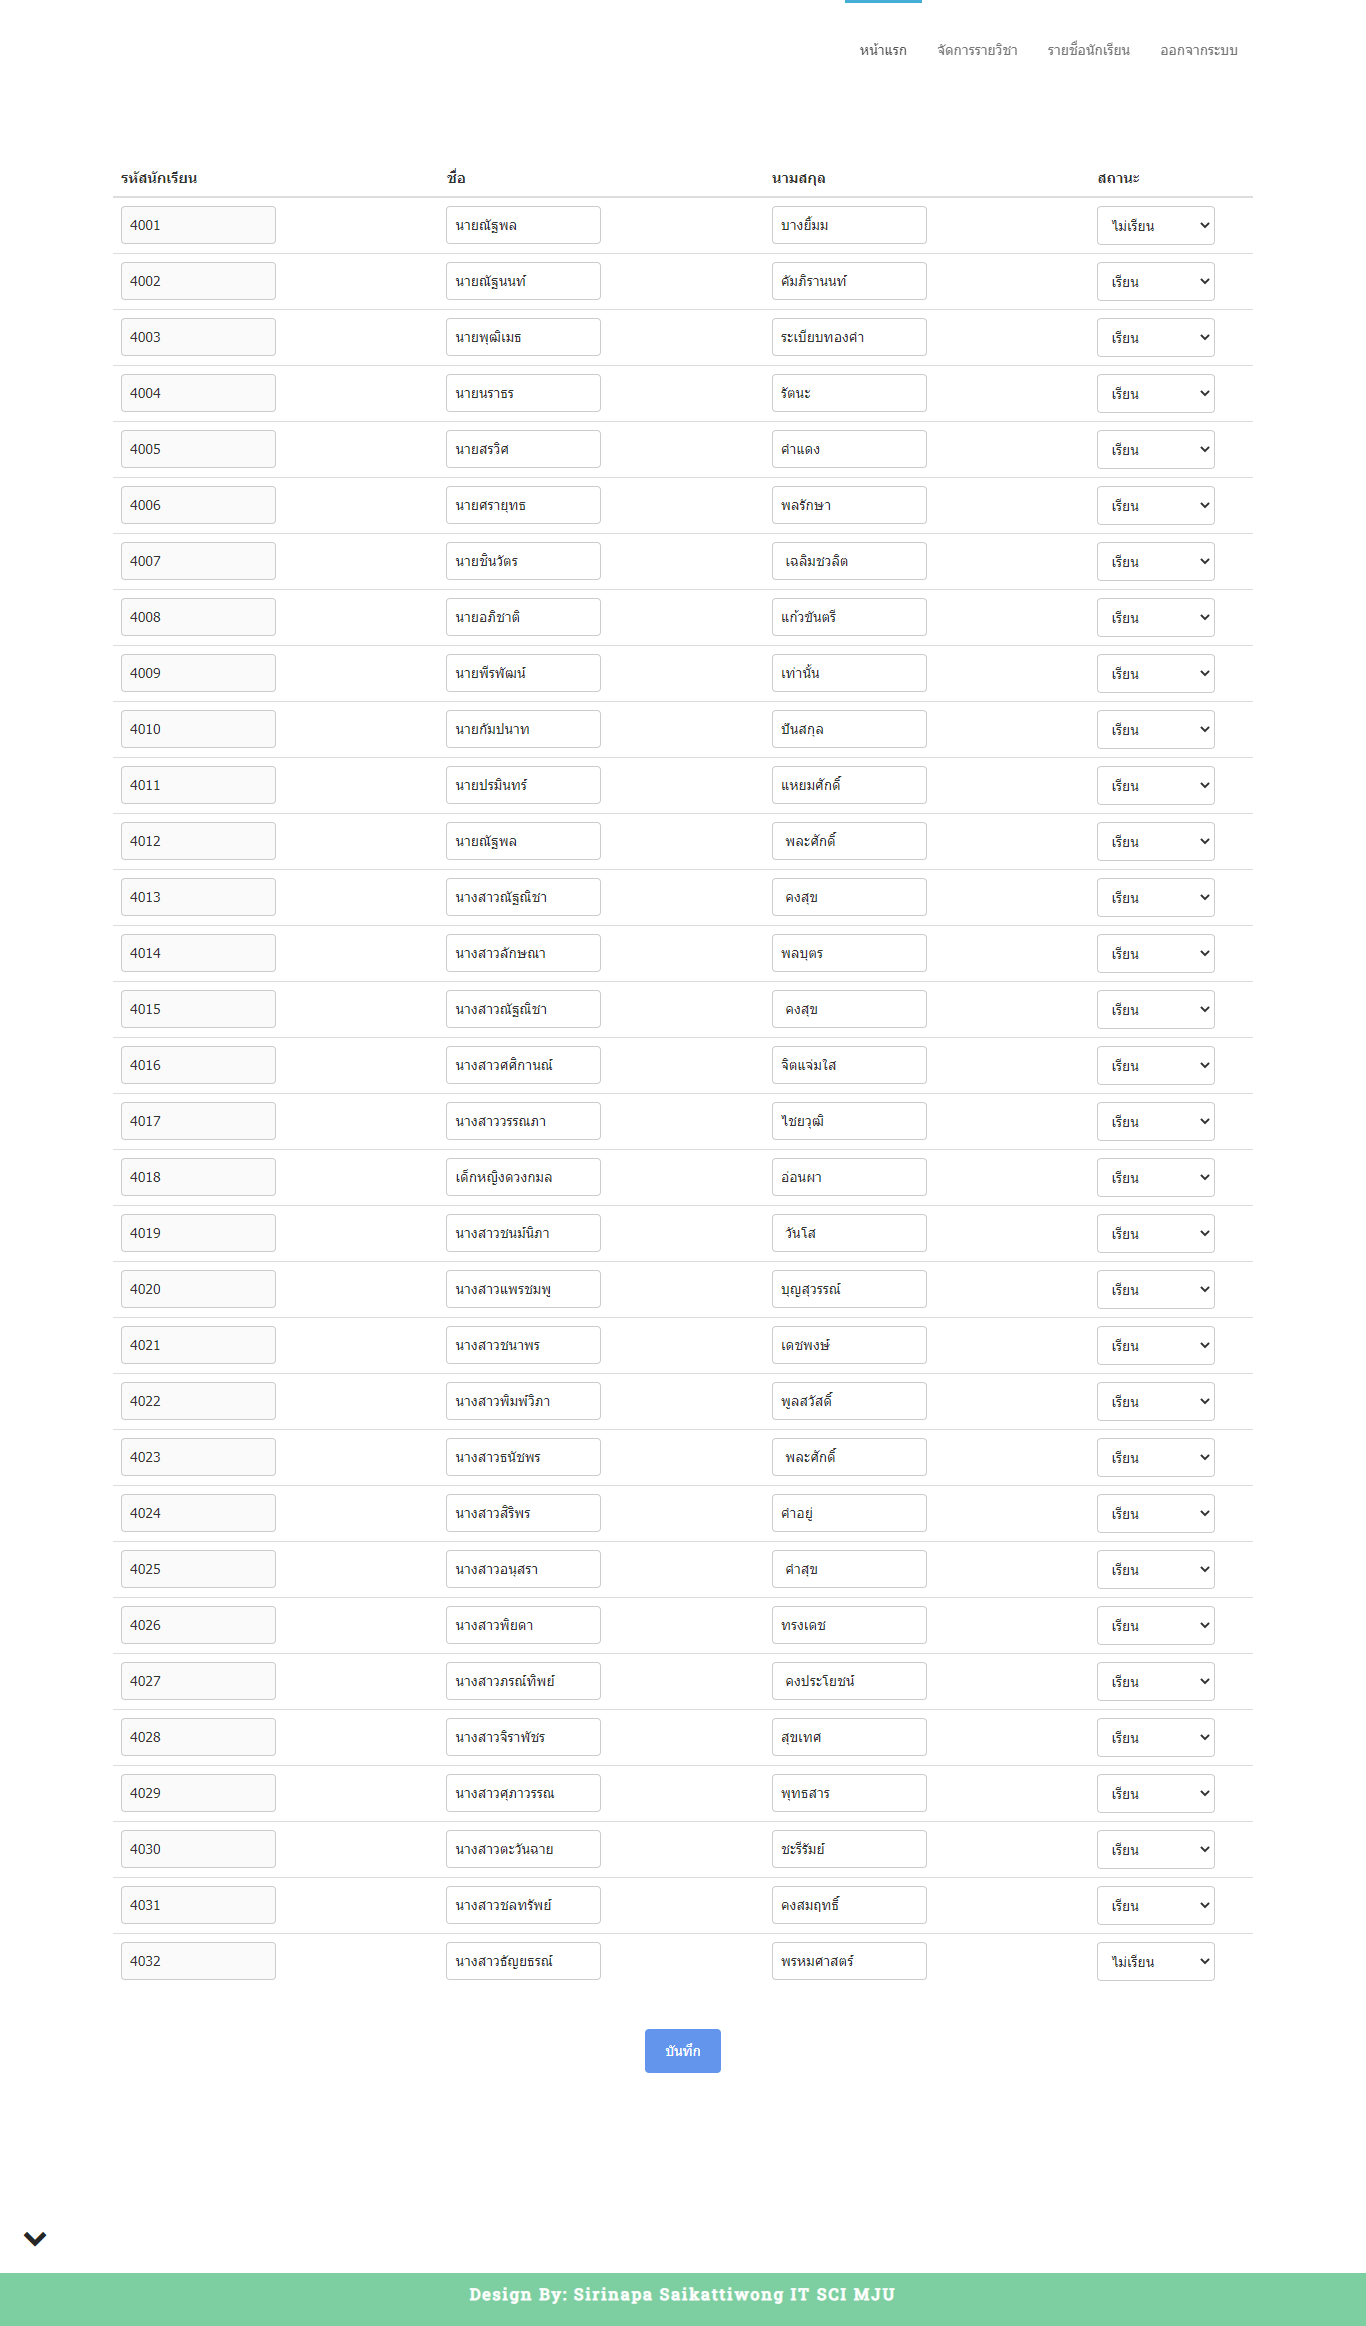 หน้าแรก จัดการรายวิชา รายชื่อนักเรียน ออกจากระบบ
รหัสนักเรียน ชื่อ นามสกุล สถานะ
4001 นายณัฐพล บางยี้มม ไม่เรียน
4002 นายณัฐนนท์ คัมภิรานนท์ เรียน
4003 นายพุฒิเมธ ระเบียบทองคำ เรียน
4004 นายนราธร รัตนะ เรียน
4005 นายสรวิศ คำแดง เรียน
4006 นายศรายุทธ พลรักษา เรียน
4007 นายชินวัตร เฉลิมชวลิต เรียน
4008 นายอภิชาติ แก้วขันตรี เรียน
4009 นายพีรพัฒน์ เท่านั้น เรียน
4010 นายกัมปนาท ปันสกุล เรียน
4011 นายปรมินทร์ แหยมศักดิ์ เรียน
4012 นายณัฐพล พละศักดิ์ เรียน
4013 นางสาวณัฐณิชา คงสุข เรียน
4014 นางสาวลักษณา พลบุตร เรียน
4015 นางสาวณัฐณิชา คงสุข เรียน
4016 นางสาวศศิกานณ์ จิตแจ่มใส เรียน
4017 นางสาววรรณภา ไชยวุฒิ เรียน
4018 เด็กหญิงดวงกมล อ่อนผา เรียน
4019 นางสาวชนม์นิภา วันโส เรียน
4020 นางสาวแพรชมพู บุญสุวรรณ์ เรียน
4021 นางสาวชนาพร เดชพงษ์ เรียน
4022 นางสาวพิมพ์วิภา พูลสวัสดิ์ เรียน
4023 นางสาวธนัชพร พละศักดิ์ เรียน
4024 นางสาวสิริพร คำอยู่ เรียน
4025 นางสาวอนุสรา คำสุข เรียน
4026 นางสาวพิยดา ทรงเดช เรียน
4027 นางสาวภรณ์ทิพย์ คงประโยชน์ เรียน
4028 นางสาวจิราพัชร สุขเทศ เรียน
4029 นางสาวศุภาวรรณ พุทธสาร เรียน
4030 นางสาวตะวันฉาย ชะรีรัมย์ เรียน
4031 นางสาวชลทรัพย์ คงสมฤทธิ์ เรียน
4032 นางสาวธัญยธรณ์ พรหมศาสตร์ ไม่เรียน
บันทึก
Design By: Sirinapa Saikattiwong IT SCI MJU